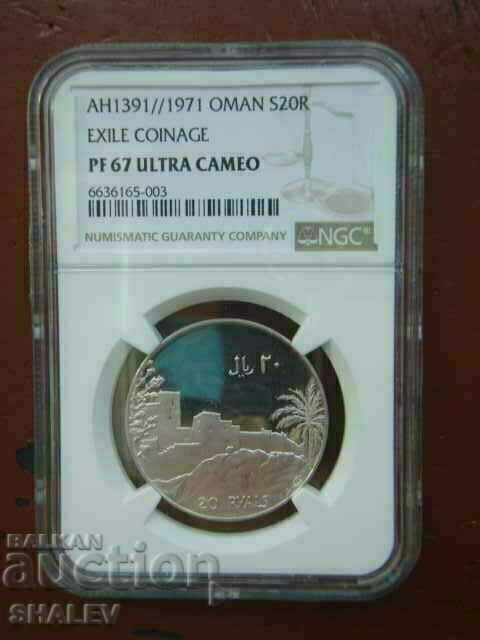 AH1391//1971 OMAN S20R
EXILE COINAGE
PF 67 ULTRA CAMEO
6636165-003
NUMISMATIC GUARANTY COMPANY NGC®
٢٠ ريال
20 RYALS
BALKAN
auction
SHALEV